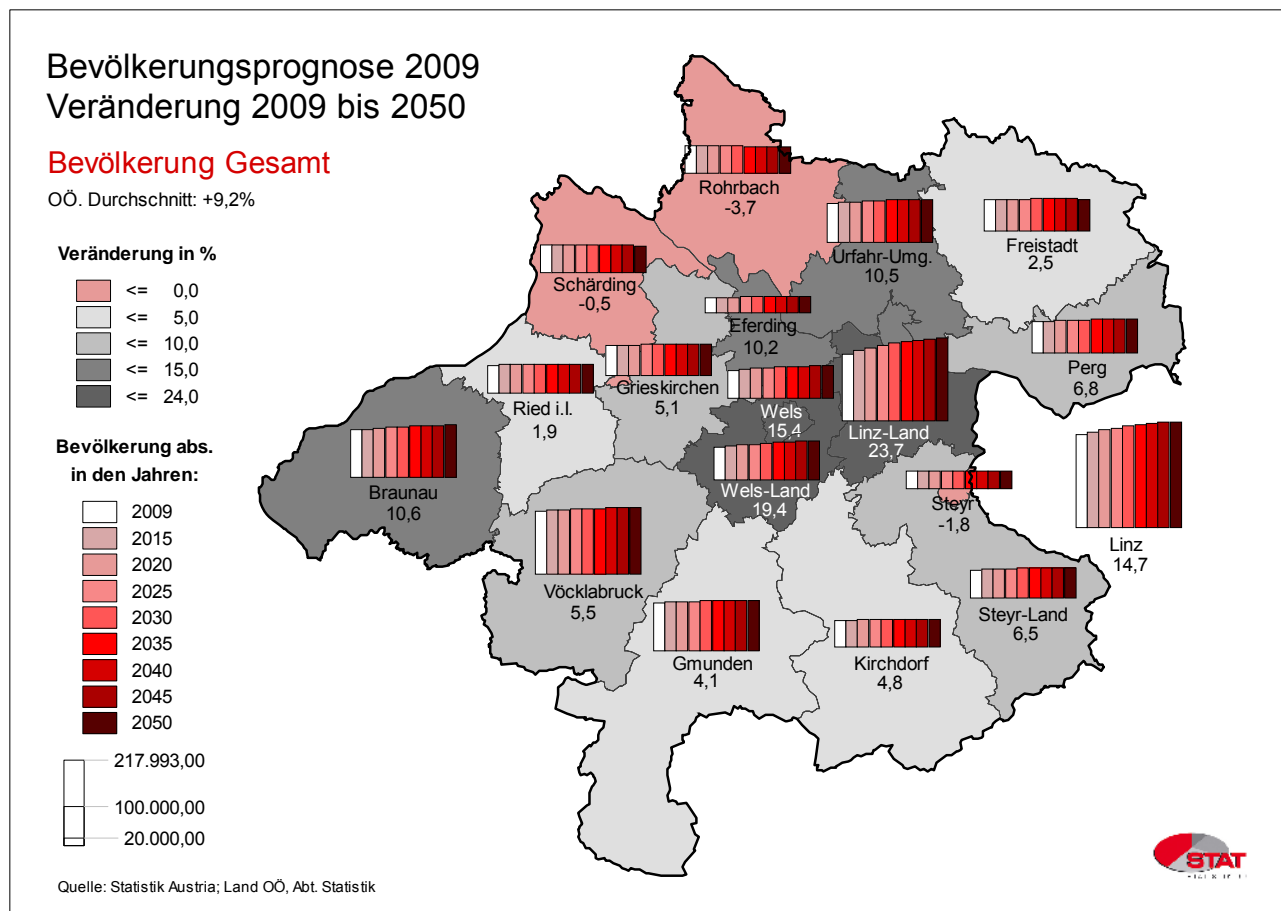 Bevölkerungsprognose 2009
Veränderung 2009 bis 2050
Bevölkerung Gesamt
OÖ. Durchschnitt: +9,2%
Veränderung in %
<= 0,0
<= 5,0
<= 10,0
<= 15,0
<= 24,0
Bevölkerung abs.
in den Jahren:
2009
2015
2020
2025
2030
2035
2040
2045
2050
217.993,00
100.000,00
20.000,00
Rohrbach
-3,7
Freistadt
2,5
Urfahr-Umg.
10,5
Schärding
-0,5
Eferding
10,2
Perg
6,8
Grieskirchen
5,1
Ried i.I.
1,9
Wels
15,4
Linz-Land
23,7
Braunau
10,6
Wels-Land
19,4
Steyr
-1,8
Linz
14,7
Vöcklabruck
5,5
Steyr-Land
6,5
Gmunden
4,1
Kirchdorf
4,8
STAT
Quelle: Statistik Austria; Land OÖ, Abt. Statistik